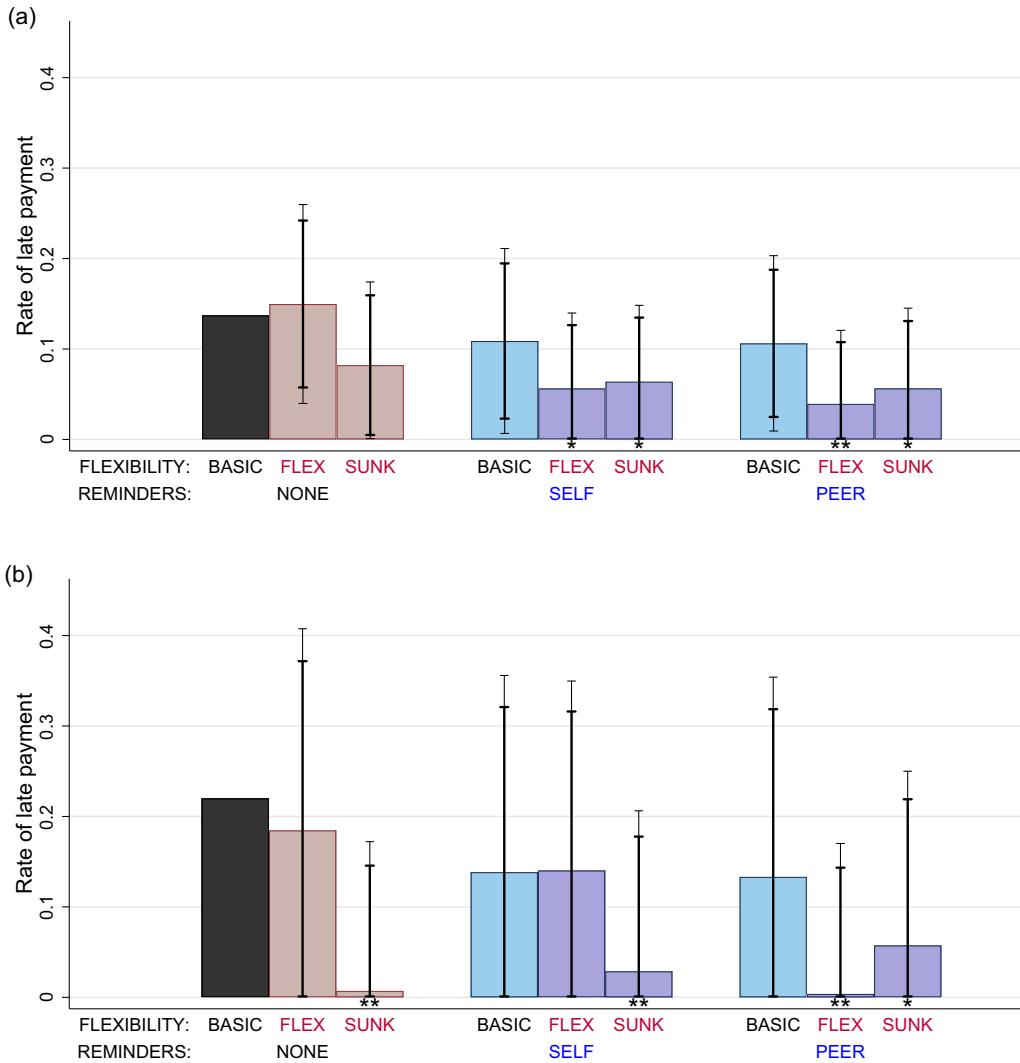 (a)
Rate of late payment
0.4
0.3
0.2
0.1
0
* * ** *
FLEXIBILITY: BASIC FLEX SUNK BASIC FLEX SUNK BASIC FLEX SUNK
REMINDERS: NONE SELF PEER
(b)
Rate of late payment
0.4
0.3
0.2
0.1
0
** ** ** *
FLEXIBILITY: BASIC FLEX SUNK BASIC FLEX SUNK BASIC FLEX SUNK
REMINDERS: NONE SELF PEER